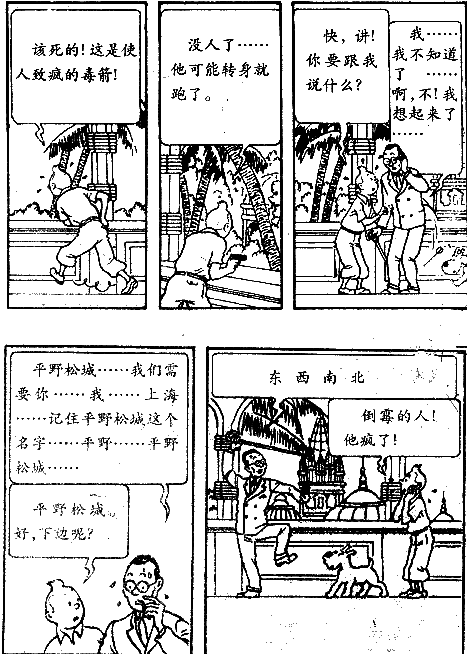 该死的！这是使
人致疯的毒箭！
没人了……
他可能转身就
跑了。
快，讲！
你要跟我
说什么？
我……
我不知道
了……
啊，不！我
想起来了
……
平野松城……我们需
要你……我……上海
……记住平野松城这个
名字……平野……平野
松城……
平野松城。
好，下边呢？
东西南北
倒霉的人！
他疯了！